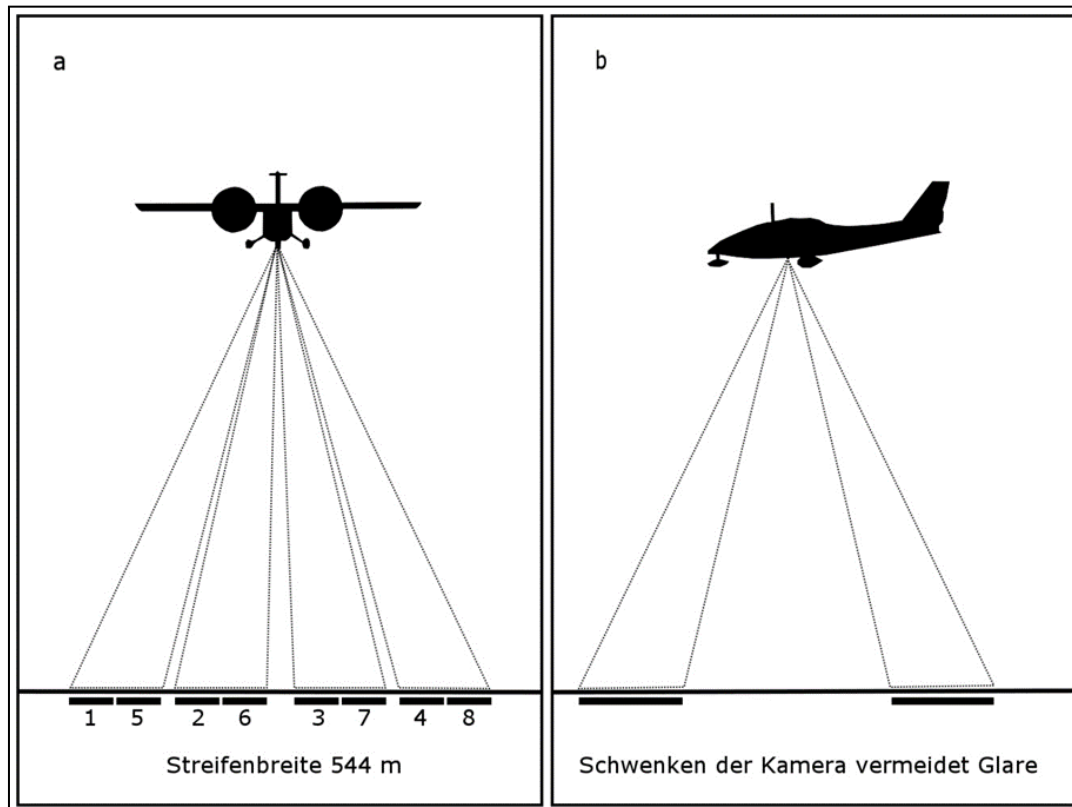 a
b
1 5 2 6 3 7 4 8
Streifenbreite 544 m
Schwenken der Kamera vermeidet Glare